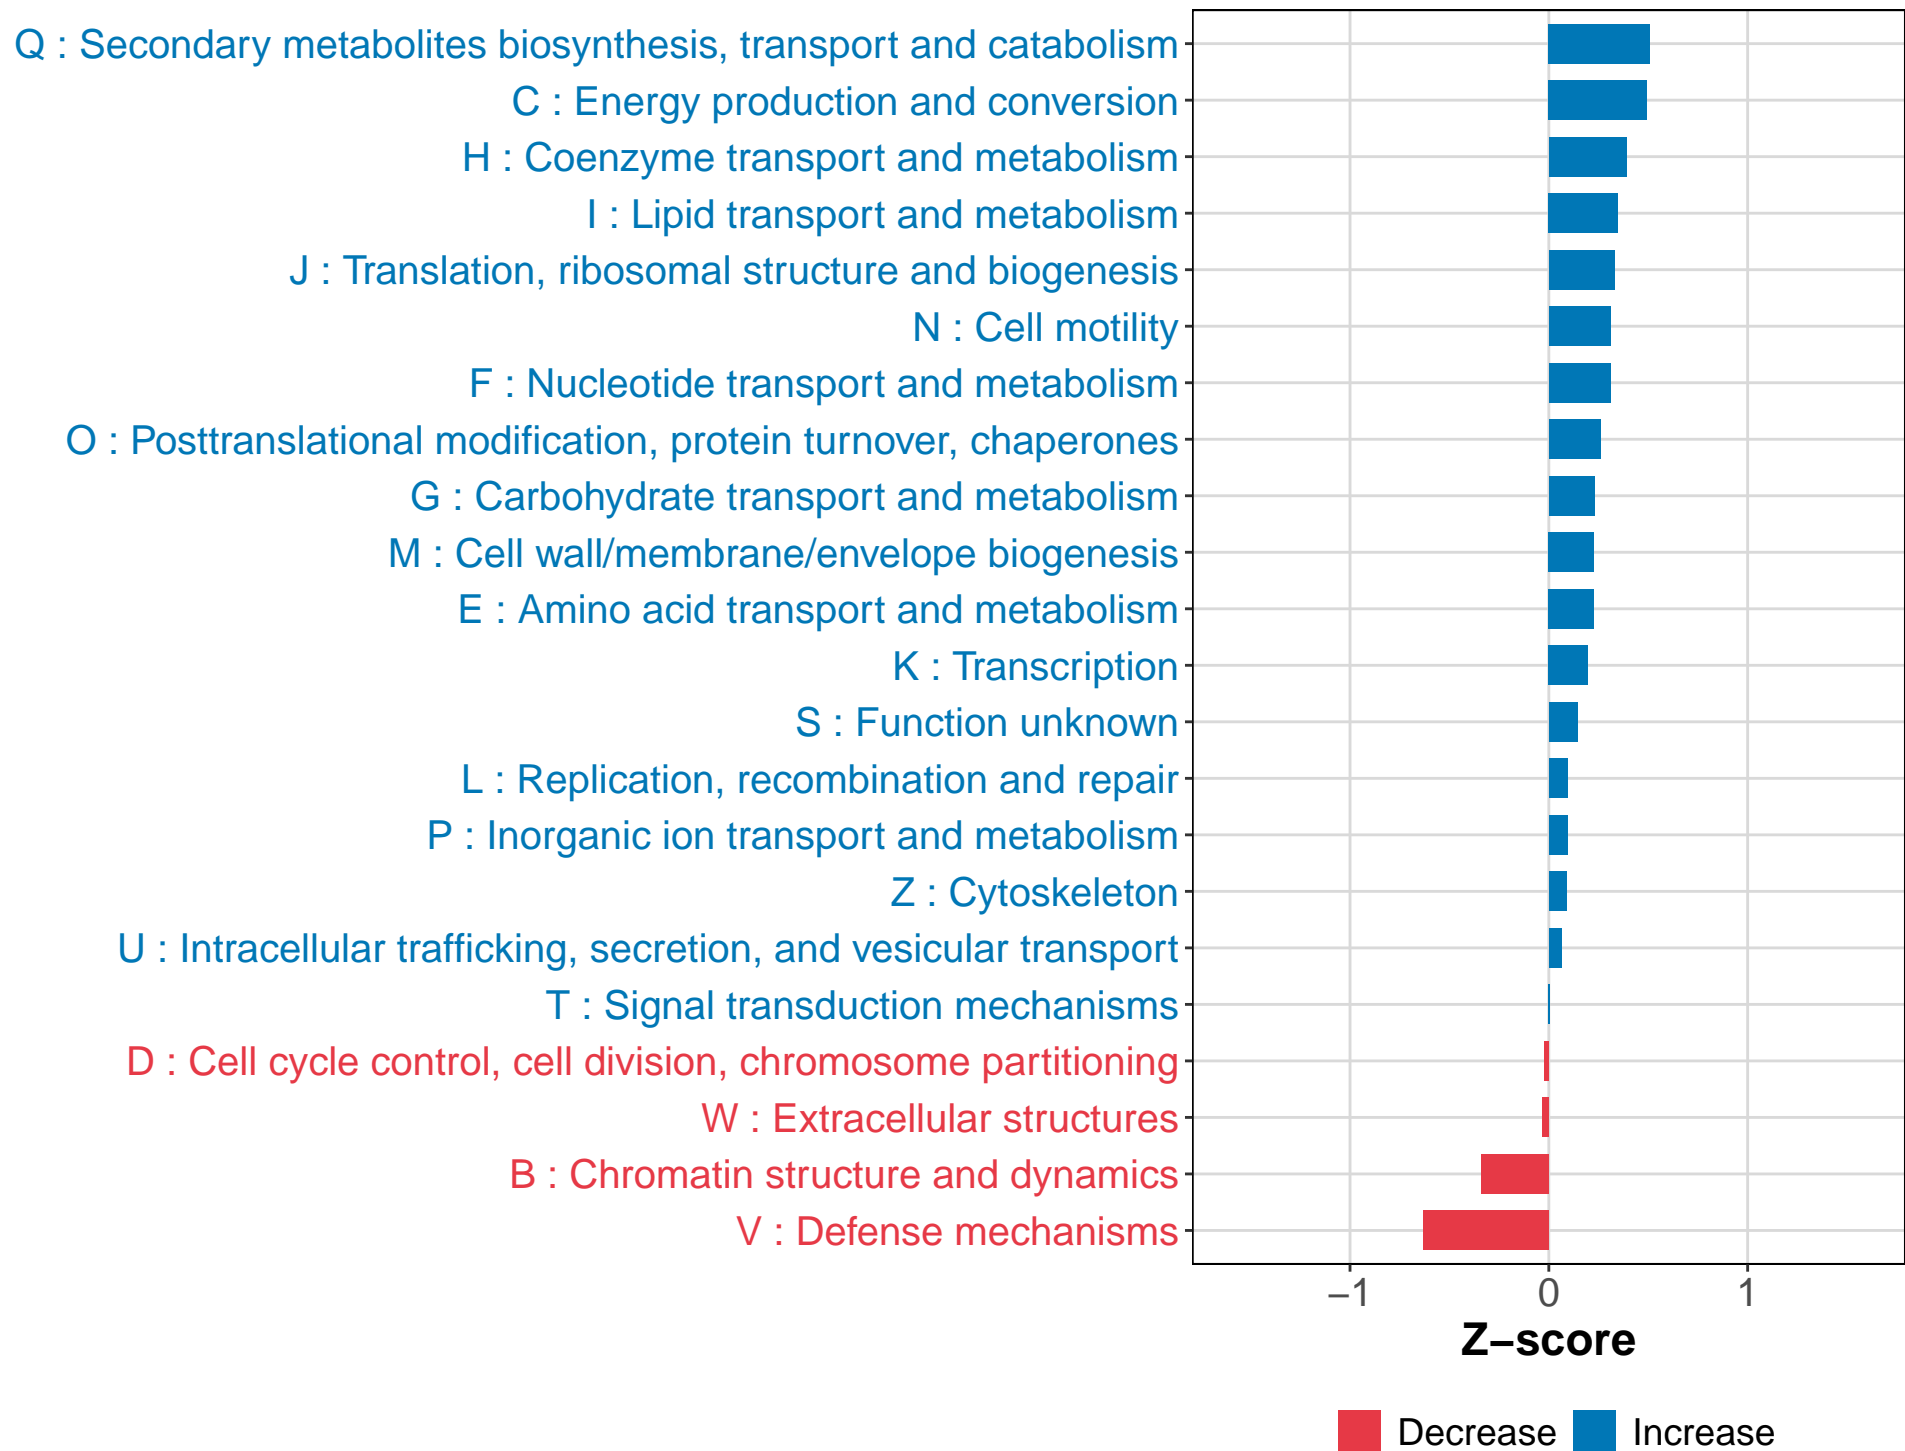 Q : Secondary metabolites biosynthesis, transport and catabolism
C : Energy production and conversion
H : Coenzyme transport and metabolism
I : Lipid transport and metabolism
J : Translation, ribosomal structure and biogenesis
N : Cell motility
F : Nucleotide transport and metabolism
O : Posttranslational modification, protein turnover, chaperones
G : Carbohydrate transport and metabolism
M : Cell wall/membrane/envelope biogenesis
E : Amino acid transport and metabolism
K : Transcription
S : Function unknown
L : Replication, recombination and repair
P : Inorganic ion transport and metabolism
Z : Cytoskeleton
U : Intracellular trafficking, secretion, and vesicular transport
T : Signal transduction mechanisms
D : Cell cycle control, cell division, chromosome partitioning
W : Extracellular structures
B : Chromatin structure and dynamics
V : Defense mechanisms
−1 0 1
Z−score
Decrease Increase